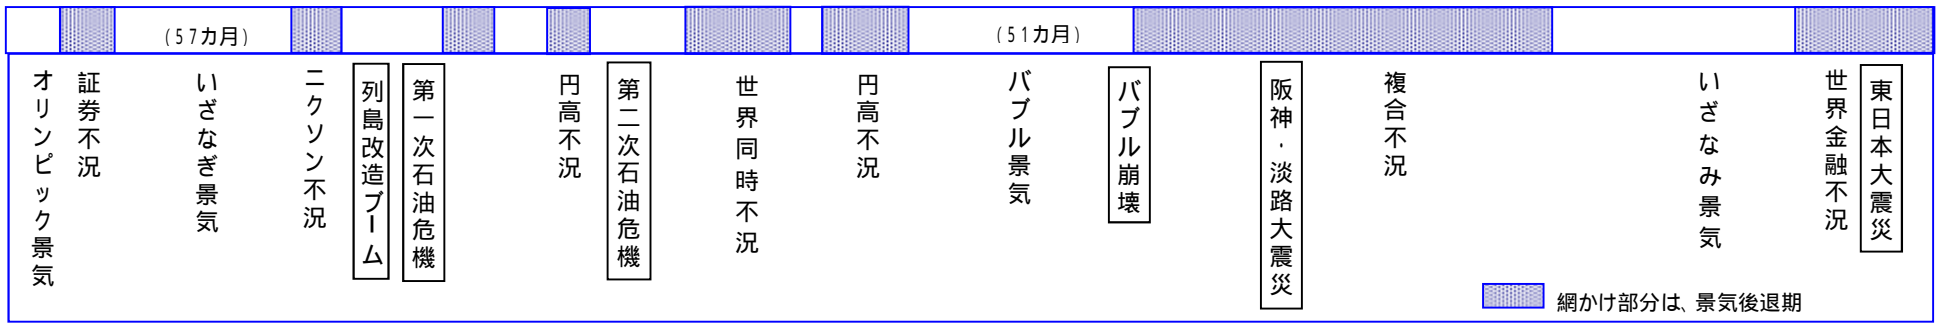 (57カ月)
(51カ月)
オリンピック景気
証券不況
いざなぎ景気
ニクソン不況
列島改造ブーム
第一次石油危機
円高不況
第二次石油危機
世界同時不況
円高不況
バブル景気
バブル崩壊
阪神・淡路大震災
複合不況
いざなみ景気
世界金融不況
東日本大震災
網かけ部分は、景気後退期